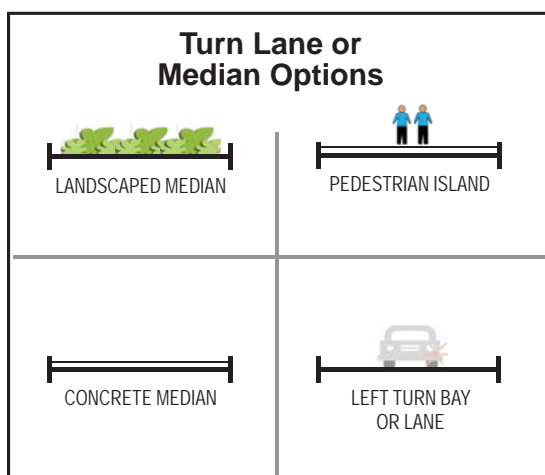 Turn Lane or
Median Options
LANDSCAPED MEDIAN
PEDESTRIAN ISLAND
CONCRETE MEDIAN
LEFT TURN BAY
OR LANE